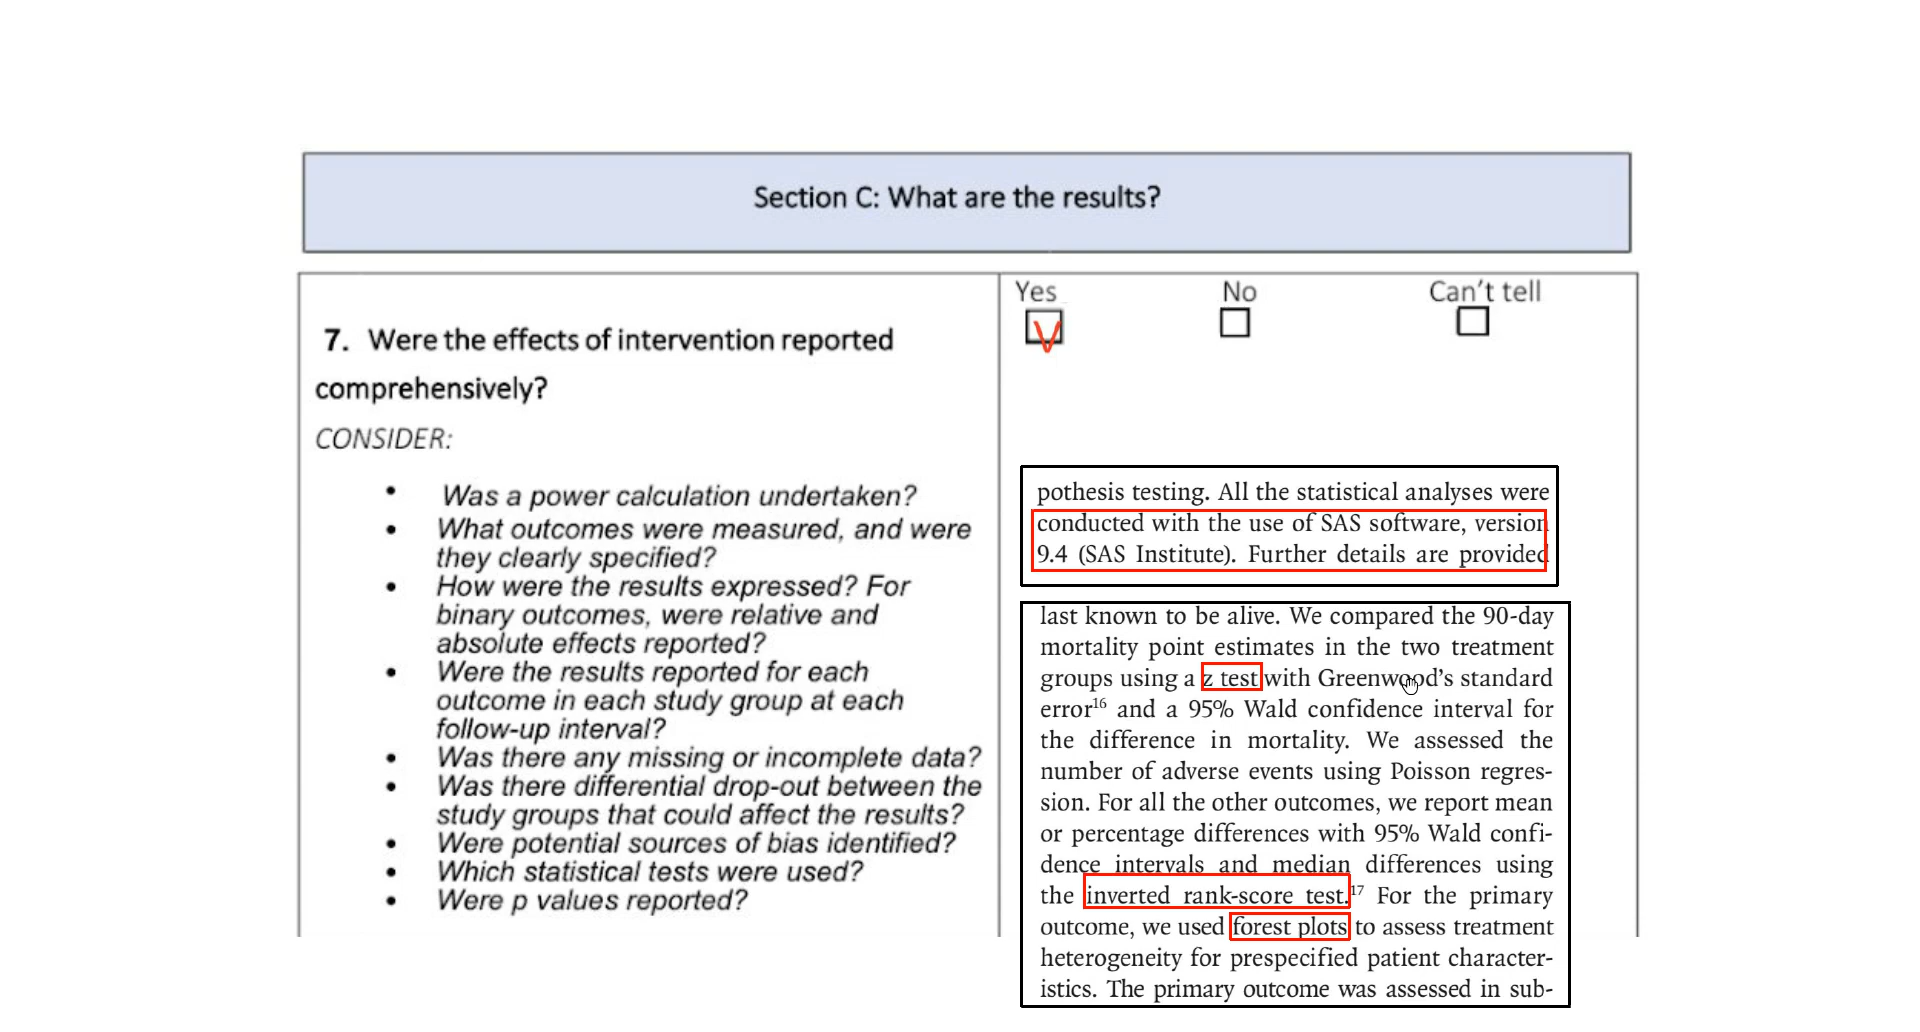 Section C: What are the results?
7. Were the effects of intervention reported
comprehensively?
CONSIDER:
• Was a power calculation undertaken?
• What outcomes were measured, and were
they clearly specified?
• How were the results expressed? For
binary outcomes, were relative and
absolute effects reported?
• Were the results reported for each
outcome in each study group at each
follow-up interval?
• Was there any missing or incomplete data?
• Was there differential drop-out between the
study groups that could affect the results?
• Were potential sources of bias identified?
• Which statistical tests were used?
• Were p values reported?
Yes No Can't tell
pothesis testing. All the statistical analyses were
conducted with the use of SAS software, version
9.4 (SAS Institute). Further details are provided
last known to be alive. We compared the 90-day
mortality point estimates in the two treatment
groups using a z test with Greenwood's standard
error16 and a 95% Wald confidence interval for
the difference in mortality. We assessed the
number of adverse events using Poisson regres-
sion. For all the other outcomes, we report mean
or percentage differences with 95% Wald confi-
dence intervals and median differences using
the inverted rank-score test.17 For the primary
outcome, we used forest plots to assess treatment
heterogeneity for prespecified patient character-
istics. The primary outcome was assessed in sub-